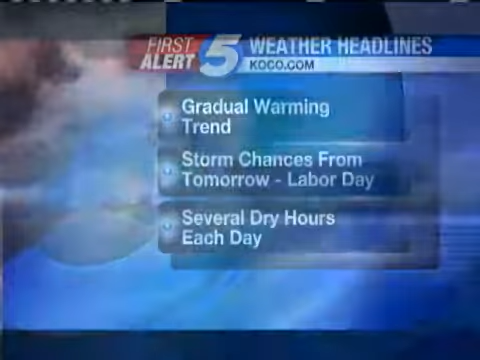 FIRST
ALERT 5 WEATHER HEADLINES
KOCO.COM
Gradual Warming
Trend
Storm Chances From
Tomorrow - Labor Day
Several Dry Hours
Each Day